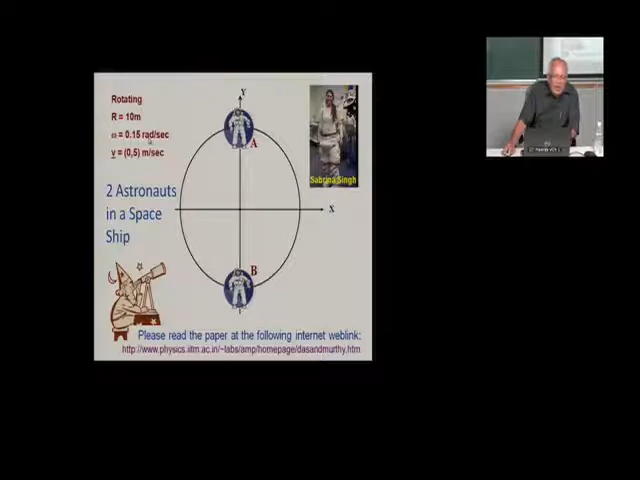 Rotating
R = 10m
ω = 0.15 rad/sec
v = (0,5) m/sec
2 Astronauts
in a Space
Ship
Y
A
X
B
Sabrina Singh
Please read the paper at the following internet weblink:
http://www.physics.iitm.ac.in/~labs/amp/homepage/dasandmurthy.htm